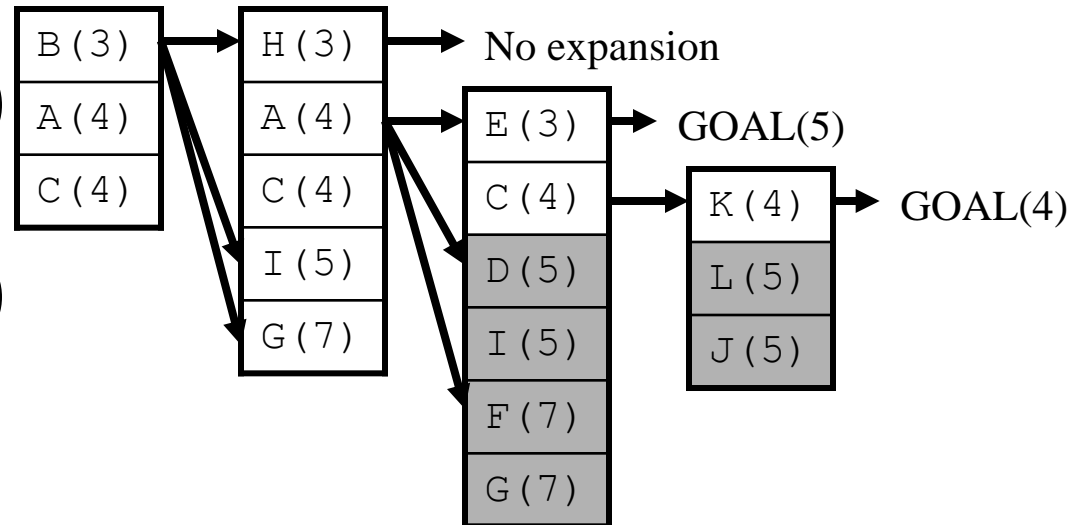 B(3)
A(4)
C(4)
H(3)
A(4)
C(4)
I(5)
G(7)
No expansion
E(3)
C(4)
D(5)
I(5)
F(7)
G(7)
GOAL(5)
K(4)
L(5)
J(5)
GOAL(4)
)
)